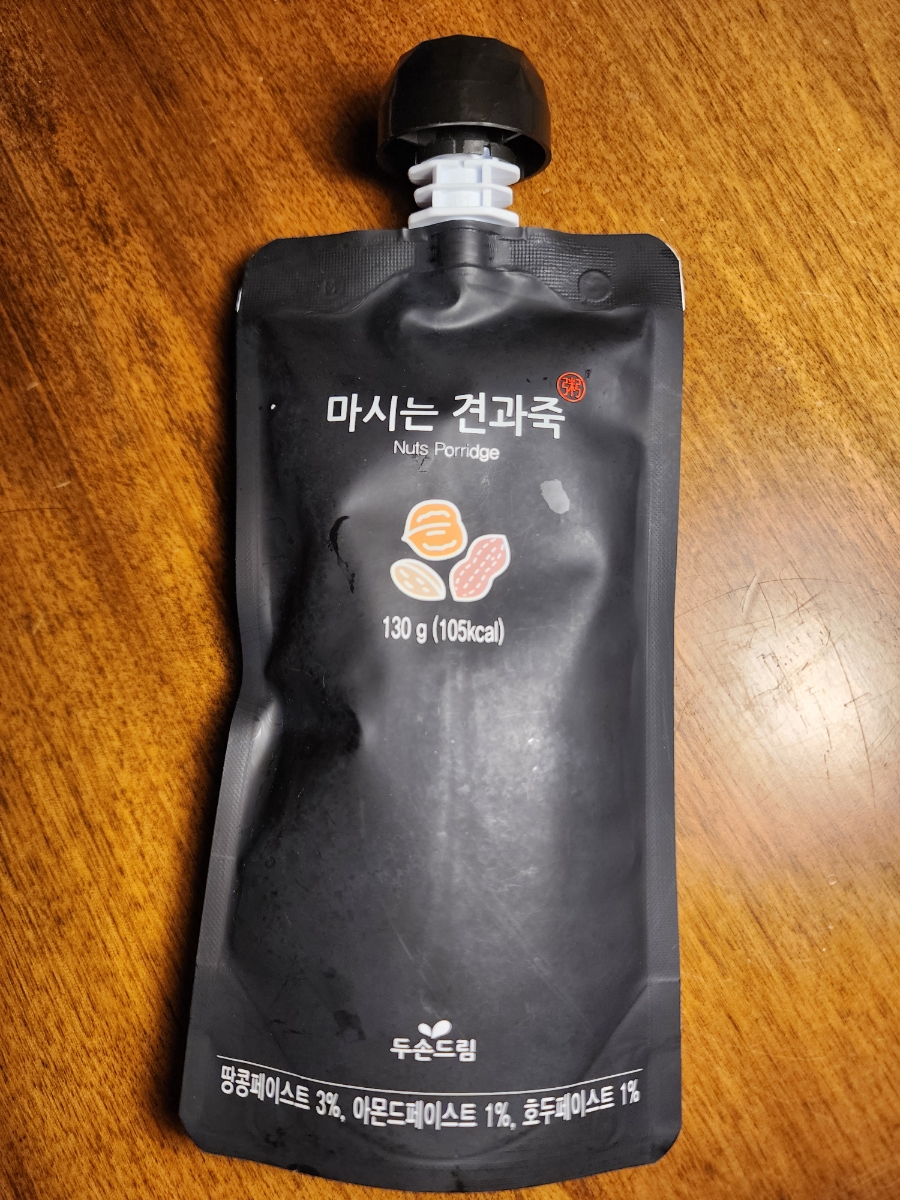 마시는 견과죽 粥
Nuts Porridge
130 g (105kcal)
두손드림
땅콩페이스트 3%, 아몬드페이스트 1%, 호두페이스트 1%